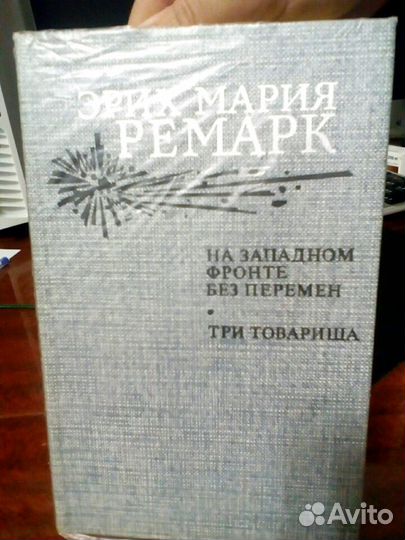 ЭРИХ МАРИЯ
РЕМАРК
НА ЗАПАДНОМ
ФРОНТЕ
БЕЗ ПЕРЕМЕН
•
ТРИ ТОВАРИЩА
Avito